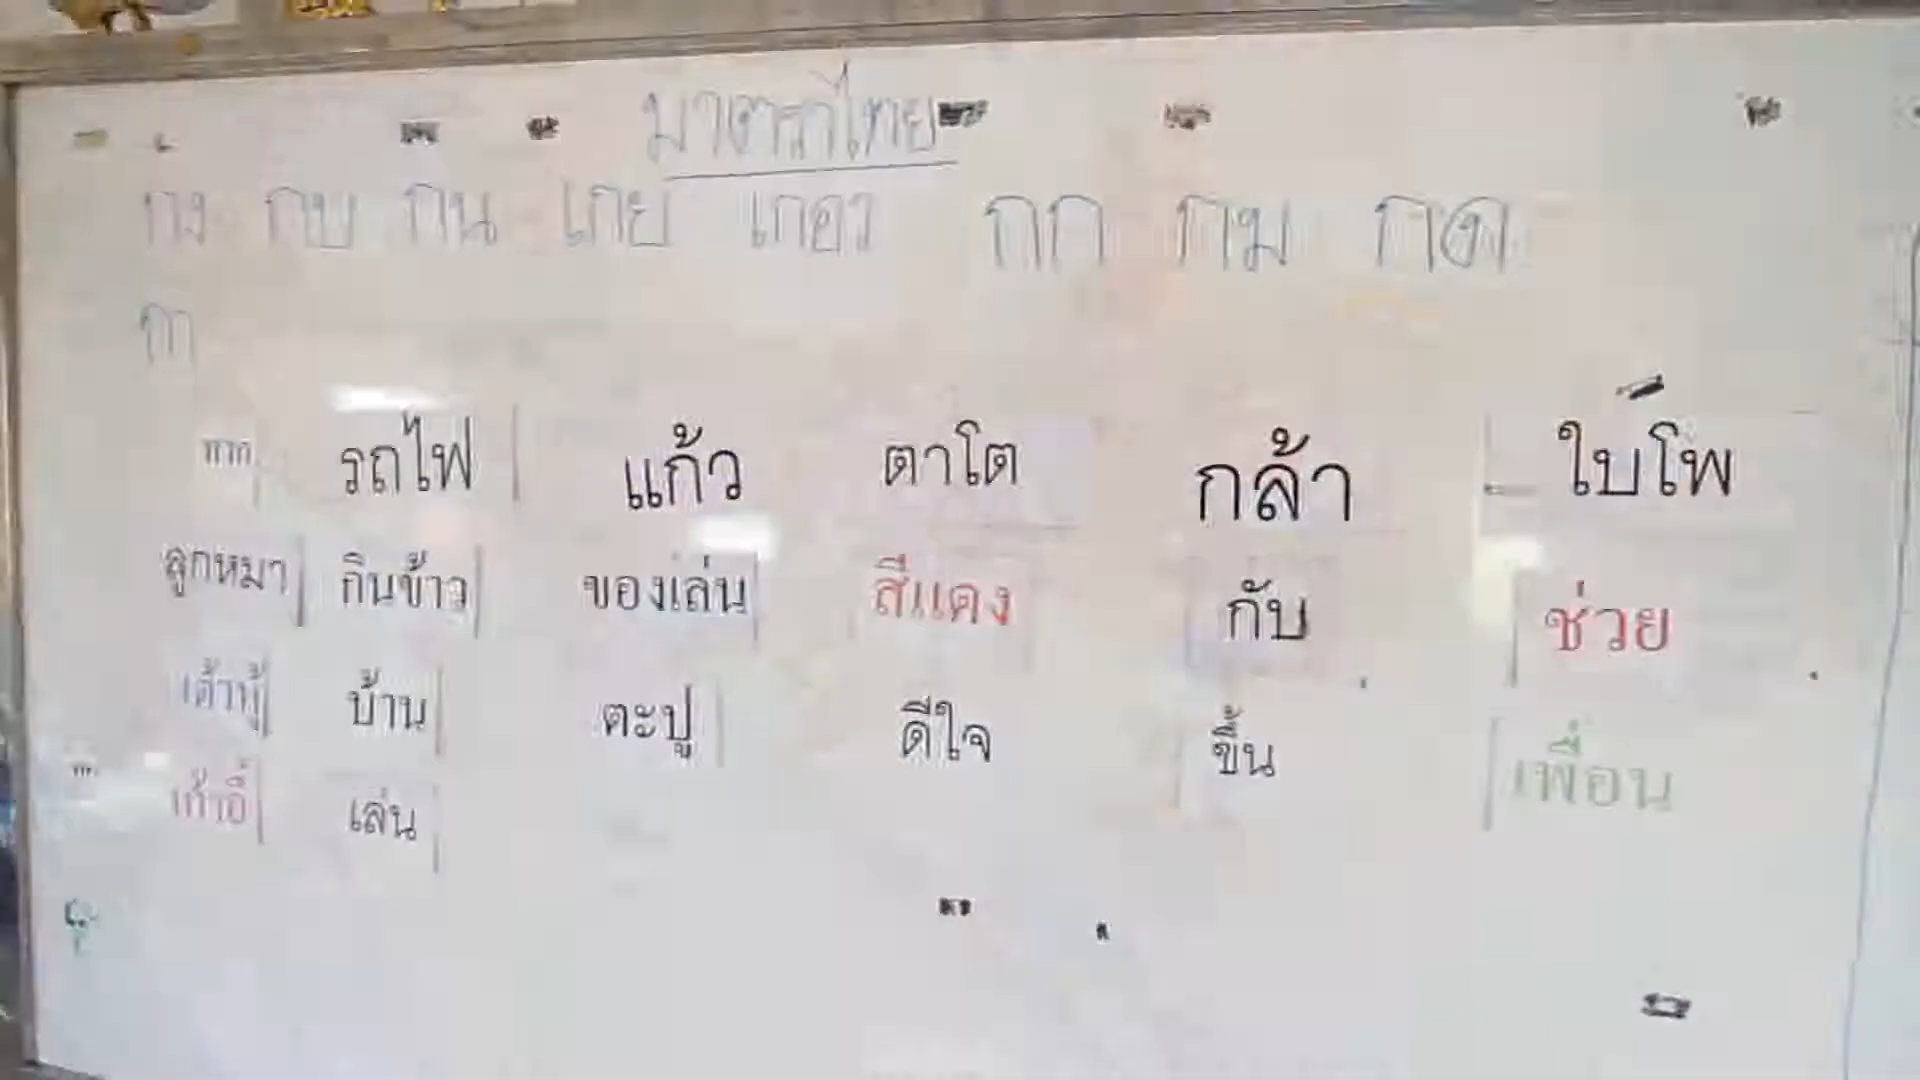 มาตราไทย
กง กบ กน เกย เกอว กก กม กด
กา
รถไฟ แก้ว ตาโต กล้า ใบโพ
ลูกหมา กินข้าว ของเล่น สีแดง กับ ช่วย
บ้าน ตะปู ดีใจ ขึ้น เพื่อน
เก้าอี้ เล่น